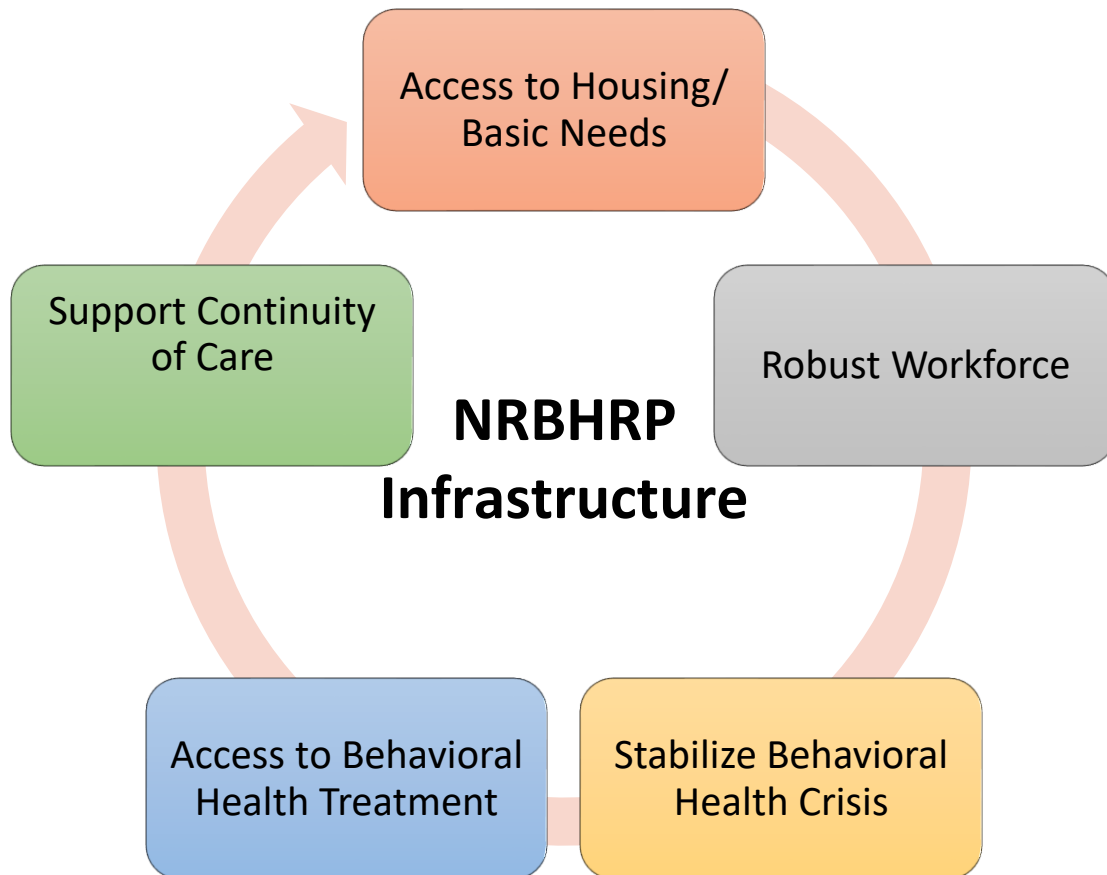 Access to Housing/
Basic Needs
Support Continuity
of Care
Robust Workforce
NRBHRP
Infrastructure
Access to Behavioral
Health Treatment
Stabilize Behavioral
Health Crisis